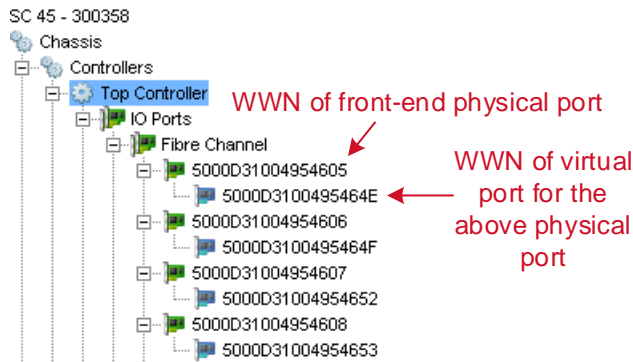 SC 45 - 300358
Chassis
Controllers
Top Controller
WWN of front-end physical port
IO Ports
Fibre Channel
5000D31004954605
WWN of virtual
port for the
above physical
port
5000D3100495464E
5000D31004954606
5000D3100495464F
5000D31004954607
5000D31004954652
5000D31004954608
5000D31004954653